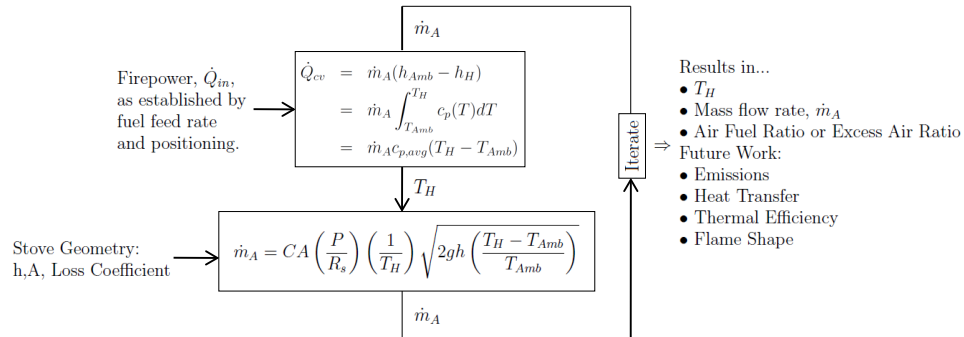 ṁ_A
Firepower, Q̇_in,
as established by
fuel feed rate
and positioning.
Q̇_cv = ṁ_A(h_Amb − h_H)
= ṁ_A ∫_{T_Amb}^{T_H} c_p(T)dT
= ṁ_A c_{p,avg}(T_H − T_Amb)
T_H
Stove Geometry:
h,A, Loss Coefficient
ṁ_A = CA (P/R_s) (1/T_H) √(2gh ((T_H − T_Amb)/T_Amb))
ṁ_A
Iterate
⇒
Results in...
• T_H
• Mass flow rate, ṁ_A
• Air Fuel Ratio or Excess Air Ratio
Future Work:
• Emissions
• Heat Transfer
• Thermal Efficiency
• Flame Shape